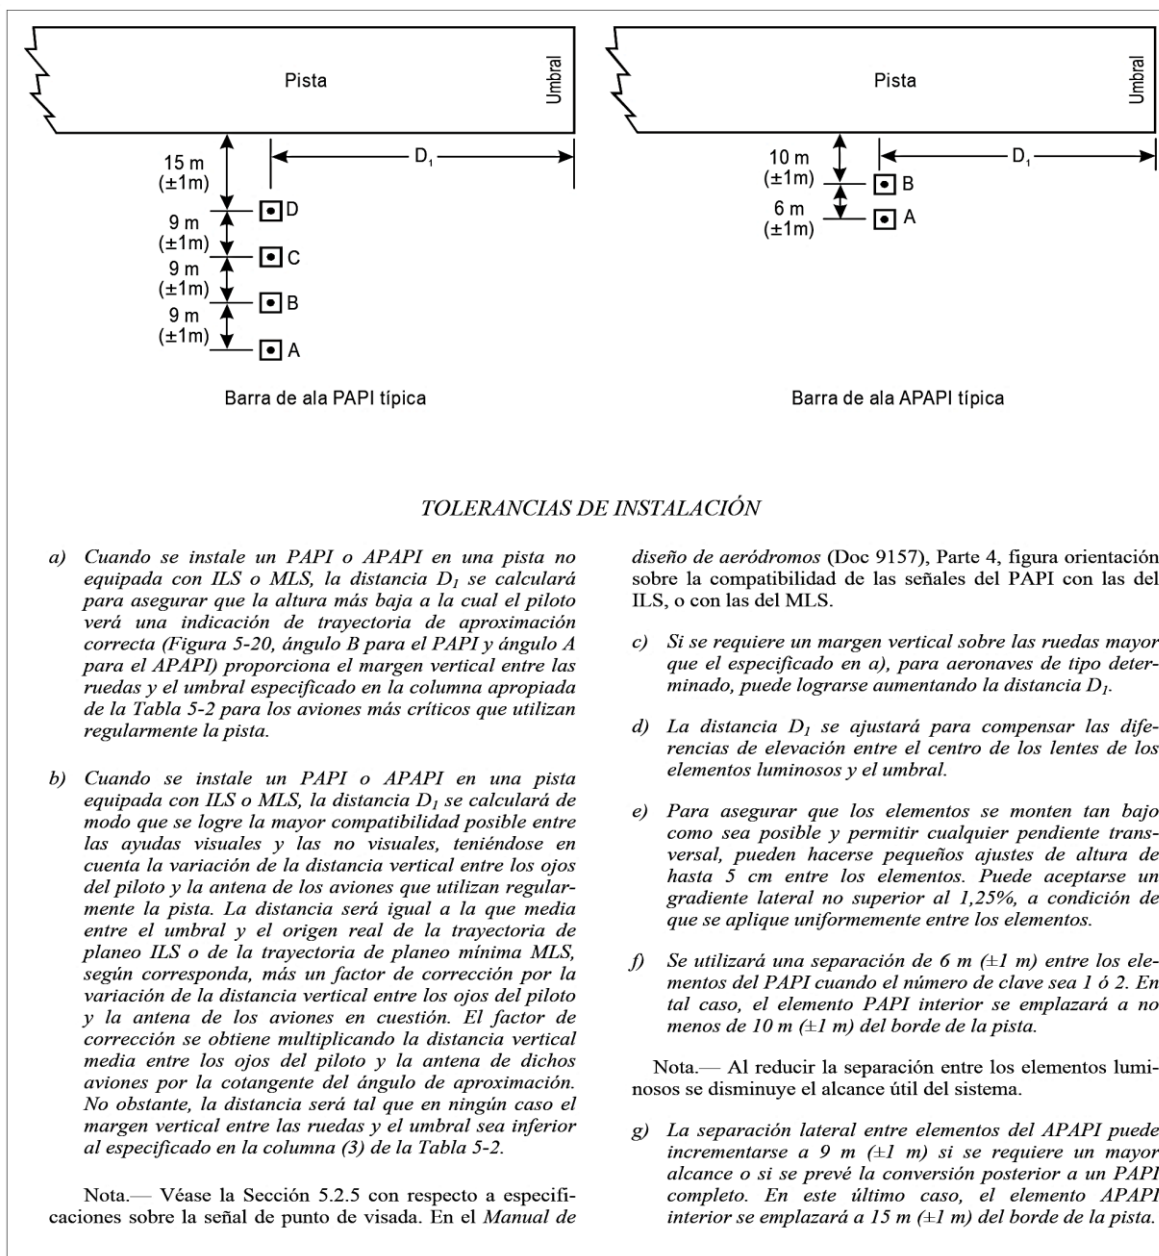 Pista
Umbral
15 m
(±1m)
D₁
D
9 m
(±1m)
C
9 m
(±1m)
B
9 m
(±1m)
A
Barra de ala PAPI típica
Pista
Umbral
10 m
(±1m)
D₁
B
6 m
(±1m)
A
Barra de ala APAPI típica
TOLERANCIAS DE INSTALACIÓN
a) Cuando se instale un PAPI o APAPI en una pista no
equipada con ILS o MLS, la distancia D₁ se calculará
para asegurar que la altura más baja a la cual el piloto
verá una indicación de trayectoria de aproximación
correcta (Figura 5-20, ángulo B para el PAPI y ángulo A
para el APAPI) proporciona el margen vertical entre las
ruedas y el umbral especificado en la columna apropiada
de la Tabla 5-2 para los aviones más críticos que utilizan
regularmente la pista.
b) Cuando se instale un PAPI o APAPI en una pista
equipada con ILS o MLS, la distancia D₁ se calculará de
modo que se logre la mayor compatibilidad posible entre
las ayudas visuales y las no visuales, teniéndose en
cuenta la variación de la distancia vertical entre los ojos
del piloto y la antena de los aviones que utilizan regular-
mente la pista. La distancia será igual a la que media
entre el umbral y el origen real de la trayectoria de
planeo ILS o de la trayectoria de planeo mínima MLS,
según corresponda, más un factor de corrección por la
variación de la distancia vertical entre los ojos del piloto
y la antena de los aviones en cuestión. El factor de
corrección se obtiene multiplicando la distancia vertical
media entre los ojos del piloto y la antena de dichos
aviones por la cotangente del ángulo de aproximación.
No obstante, la distancia será tal que en ningún caso el
margen vertical entre las ruedas y el umbral sea inferior
al especificado en la columna (3) de la Tabla 5-2.
Nota.— Véase la Sección 5.2.5 con respecto a especifi-
caciones sobre la señal de punto de visada. En el Manual de
diseño de aeródromos (Doc 9157), Parte 4, figura orientación
sobre la compatibilidad de las señales del PAPI con las del
ILS, o con las del MLS.
c) Si se requiere un margen vertical sobre las ruedas mayor
que el especificado en a), para aeronaves de tipo deter-
minado, puede lograrse aumentando la distancia D₁.
d) La distancia D₁ se ajustará para compensar las dife-
rencias de elevación entre el centro de los lentes de los
elementos luminosos y el umbral.
e) Para asegurar que los elementos se monten tan bajo
como sea posible y permitir cualquier pendiente trans-
versal, pueden hacerse pequeños ajustes de altura de
hasta 5 cm entre los elementos. Puede aceptarse un
gradiente lateral no superior al 1,25%, a condición de
que se aplique uniformemente entre los elementos.
f) Se utilizará una separación de 6 m (±1 m) entre los ele-
mentos del PAPI cuando el número de clave sea 1 ó 2. En
tal caso, el elemento PAPI interior se emplazará a no
menos de 10 m (±1 m) del borde de la pista.
Nota.— Al reducir la separación entre los elementos lumi-
nosos se disminuye el alcance útil del sistema.
g) La separación lateral entre elementos del APAPI puede
incrementarse a 9 m (±1 m) si se requiere un mayor
alcance o si se prevé la conversión posterior a un PAPI
completo. En este último caso, el elemento APAPI
interior se emplazará a 15 m (±1 m) del borde de la pista.